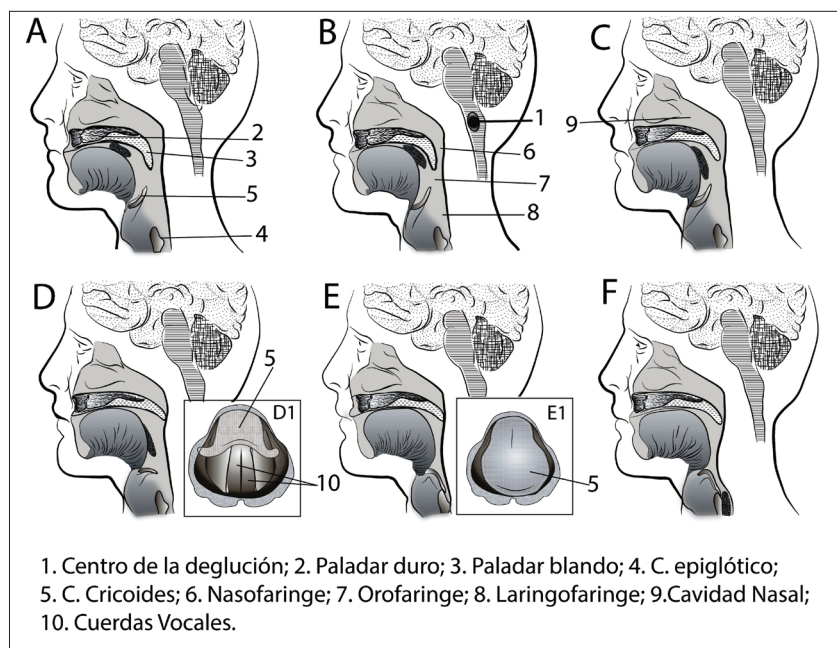 A
B
C
1
2
3
9
6
5
7
4
8
D
E
F
5
D1
E1
10
5
1. Centro de la deglución; 2. Paladar duro; 3. Paladar blando; 4. C. epiglótico;
5. C. Cricoides; 6. Nasofaringe; 7. Orofaringe; 8. Laringofaringe; 9.Cavidad Nasal;
10. Cuerdas Vocales.